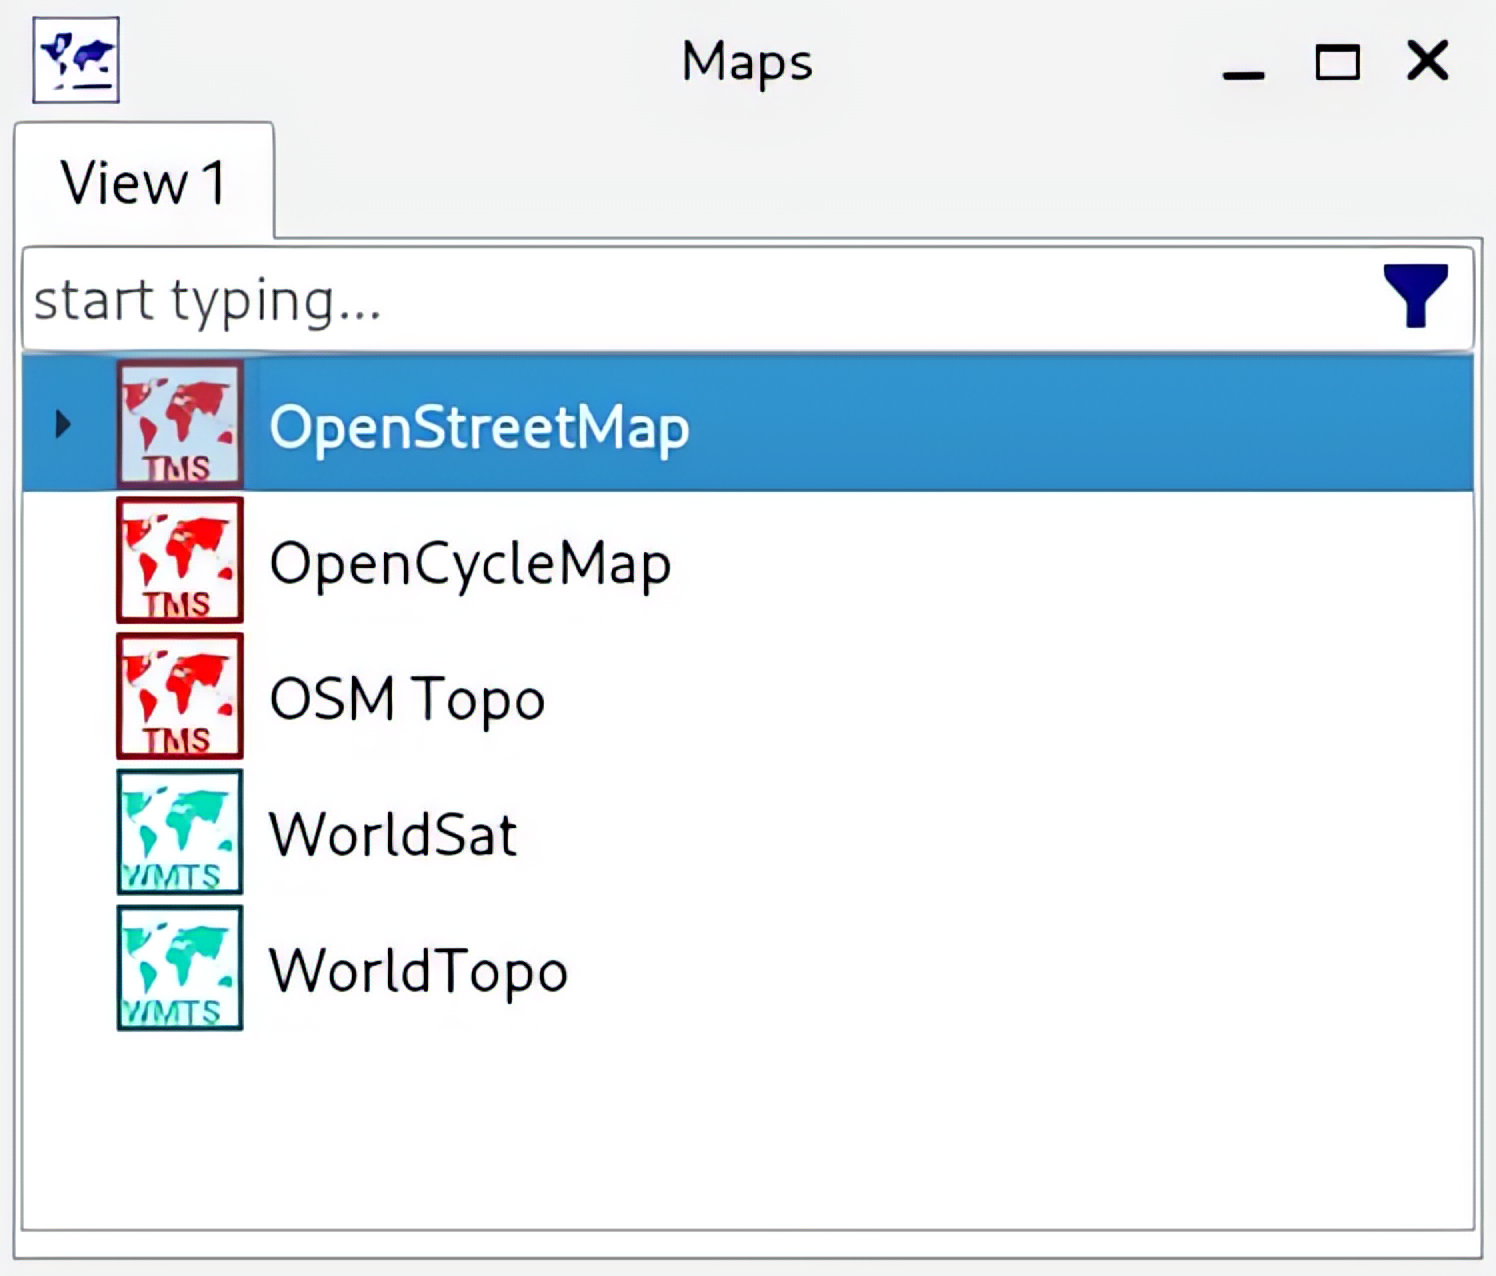 Maps
View 1
start typing...
TMS OpenStreetMap
TMS OpenCycleMap
TMS OSM Topo
WMTS WorldSat
WMTS WorldTopo